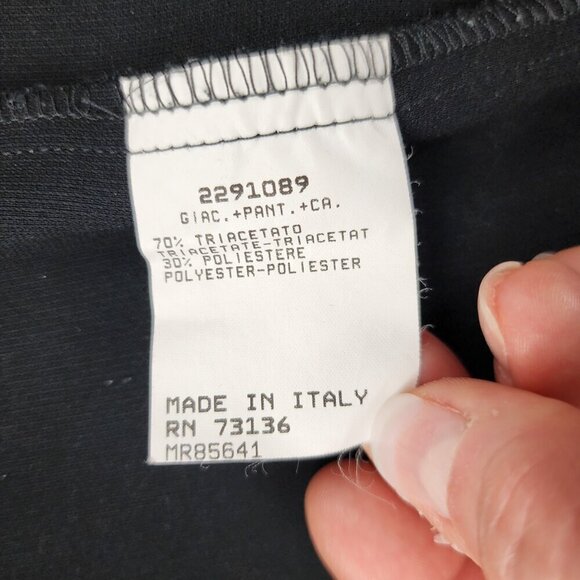 2291089
GIAC.+PANT.+CA.
70% TRIACETATO
TRIACETATE-TRIACETAT
30% POLIESTERE
POLYESTER-POLIESTER
MADE IN ITALY
RN 73136
MR85641